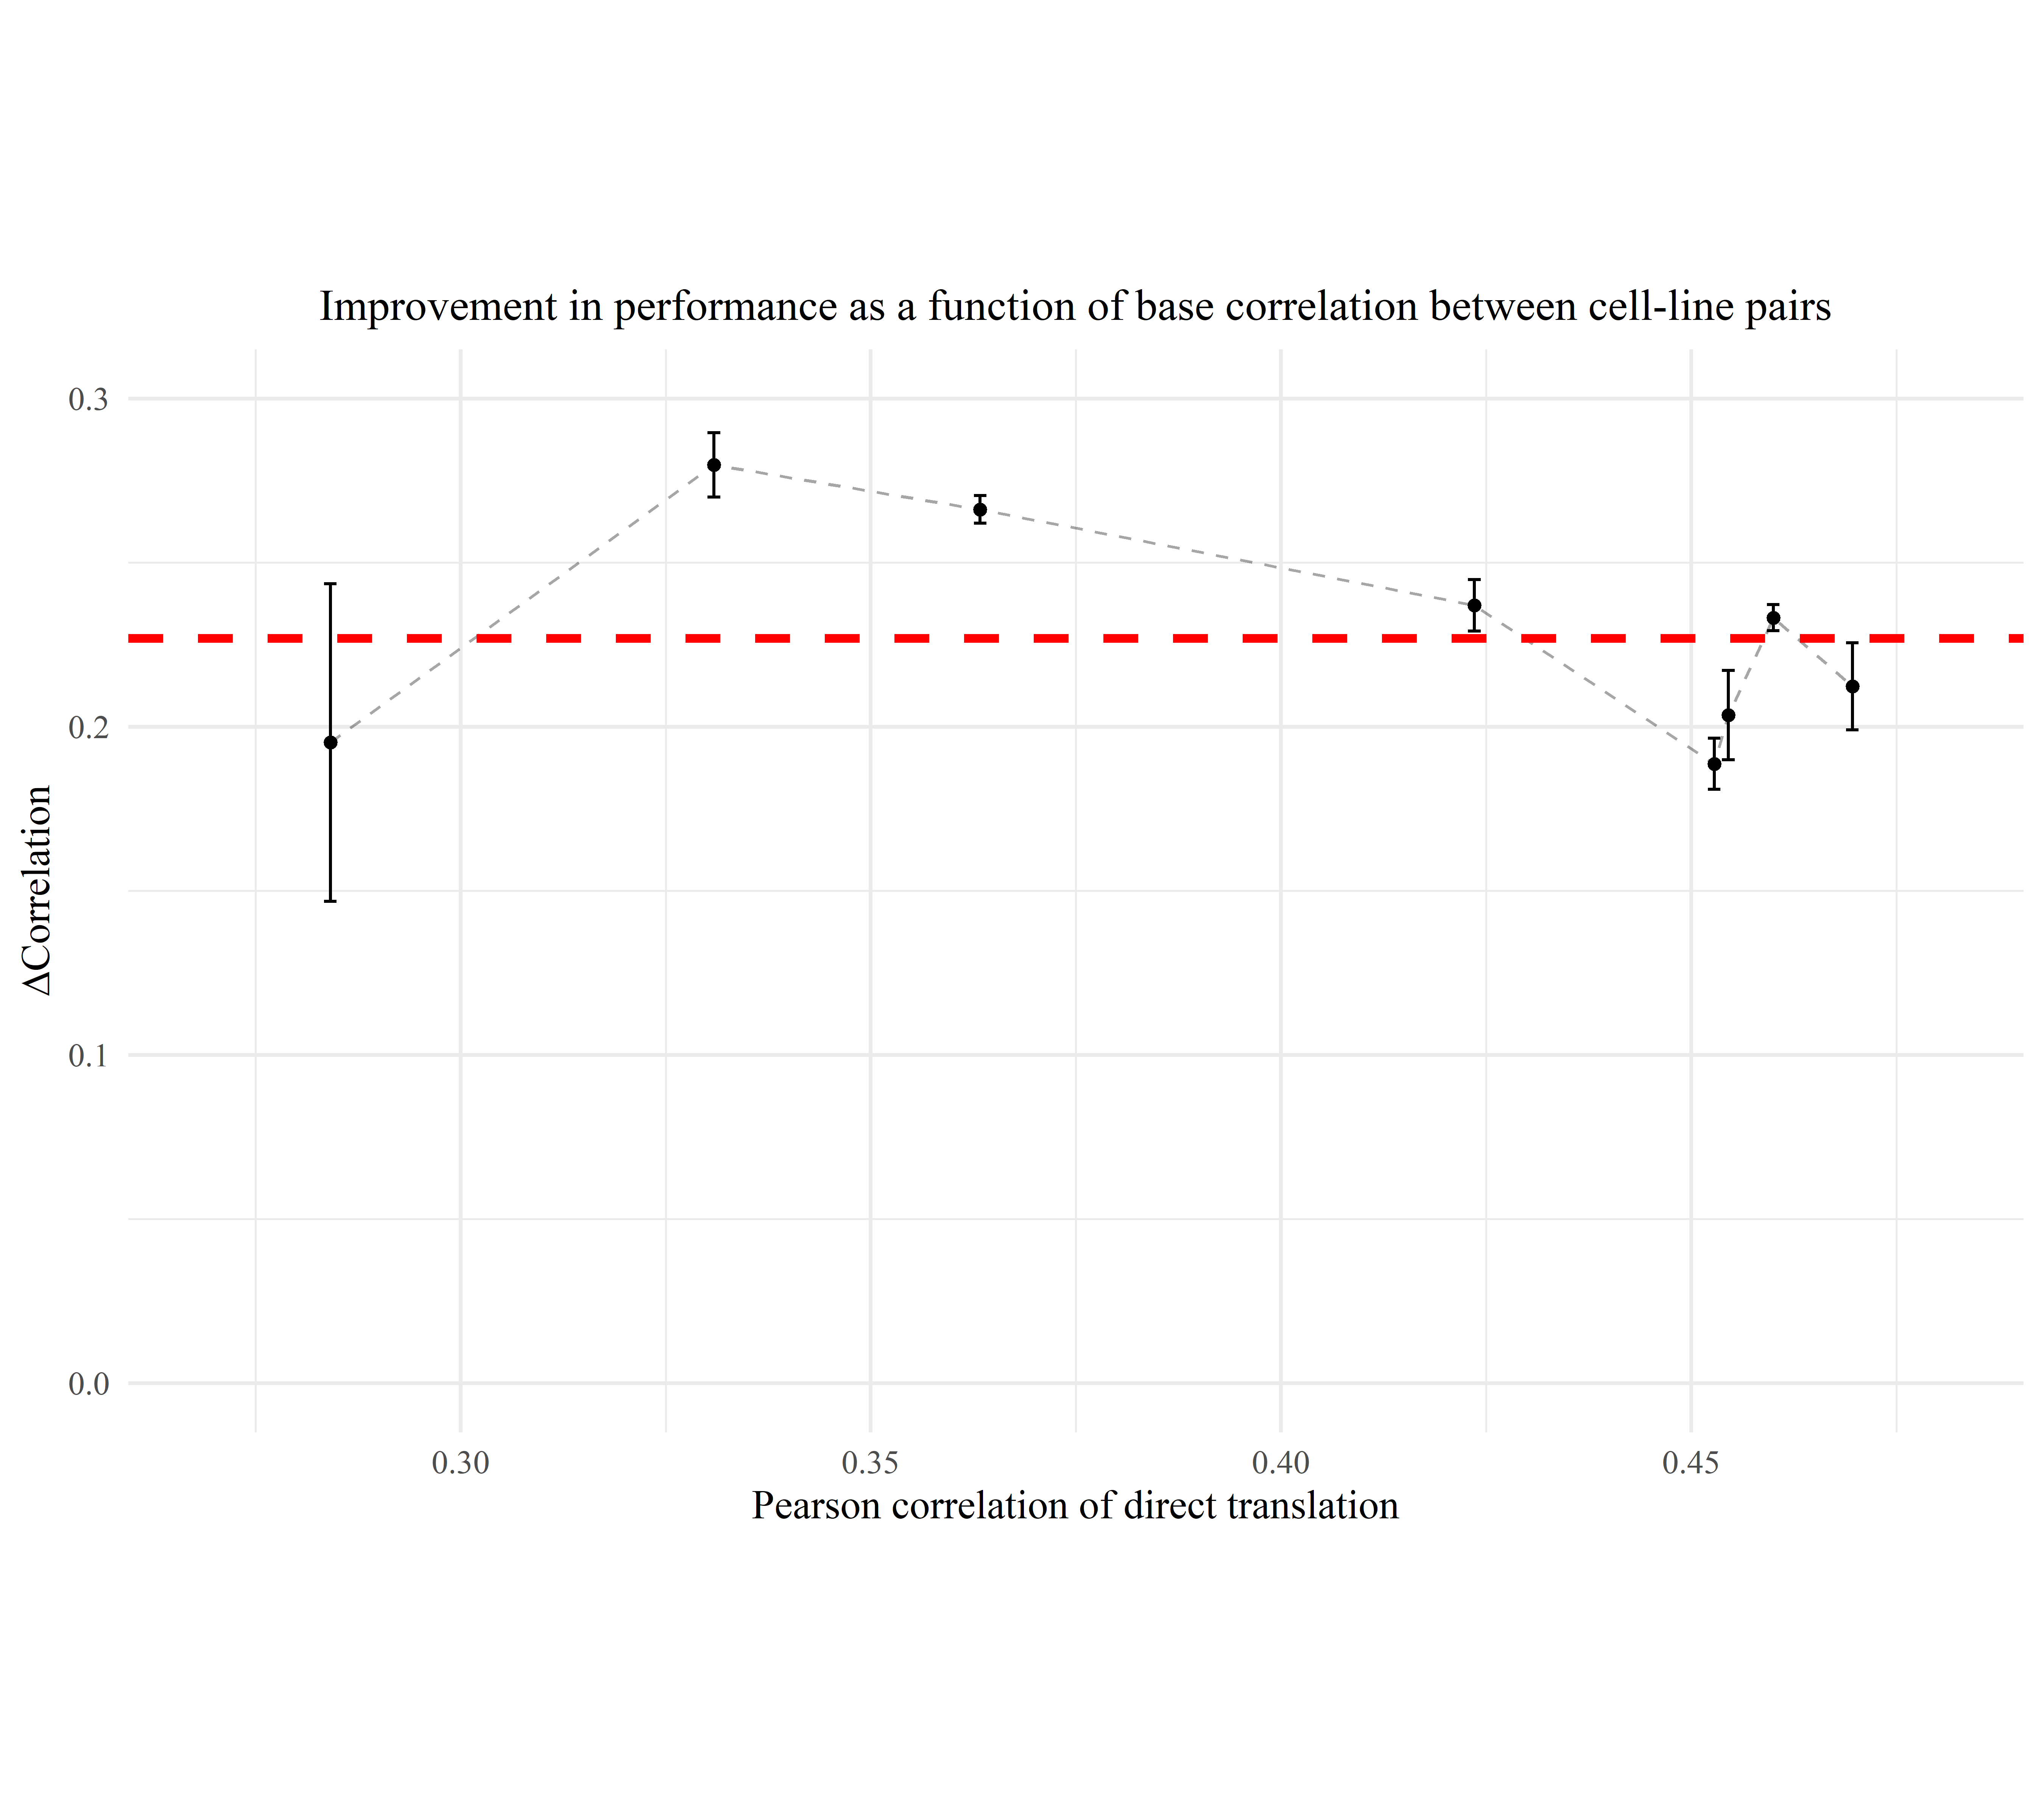 Improvement in performance as a function of base correlation between cell-line pairs
0.3
0.2
0.1
0.0
ΔCorrelation
0.30 0.35 0.40 0.45
Pearson correlation of direct translation